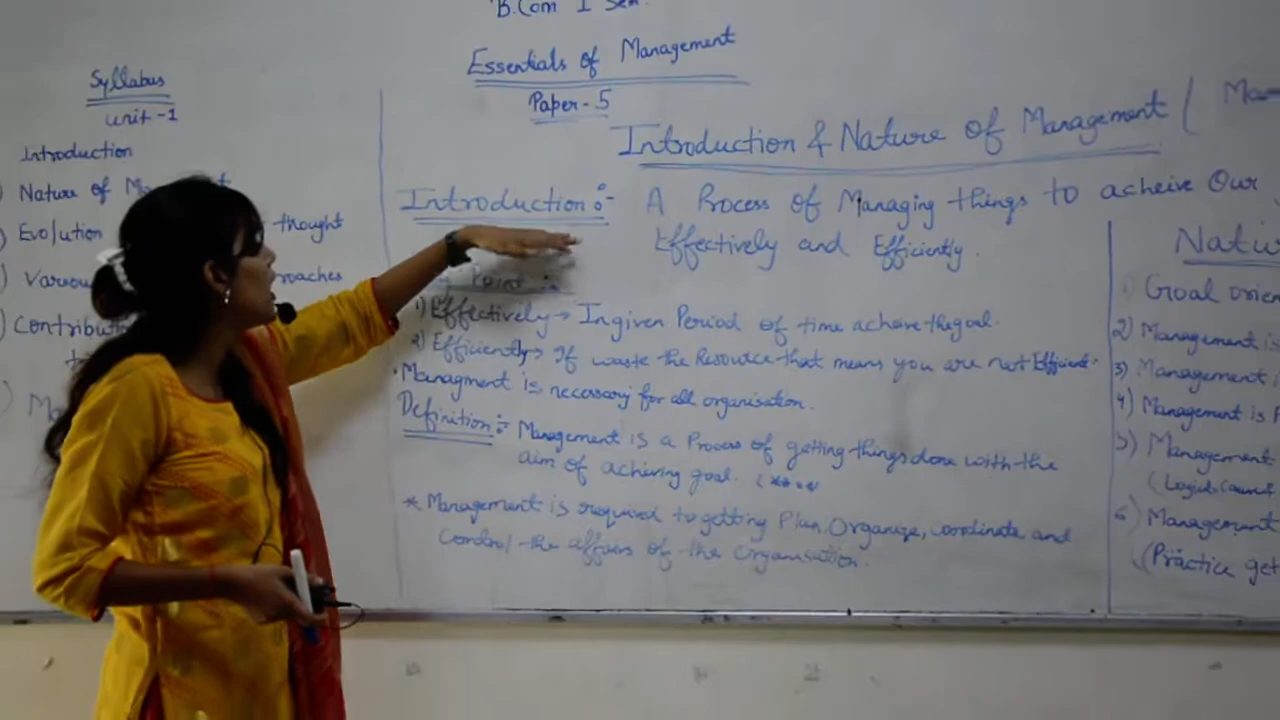 B.Com I Sem.
Essentials of Management
Paper - 5
Introduction & Nature of Management (
Syllabus
unit - 1
Introduction
Nature of
Evolution thought
Contribut
Introduction :- A Process of Managing things to acheive Our
Effectively and Efficiently.
Point :-
1) Effectively → In given Period of time acheive the goal.
2) Efficiently → If waste the Resource that means you are not Efficient.
Managment is necessary for all organisation.
Definition :- Management is a Process of getting things done with the
aim of achiving goal.
* Management is required to getting Plan, Organize, coordinate and
Control the affairs of the Organisation.
Goal orien
2) Management is
3) Management i
4) Management is
5) Management
6) Management
(Practice get